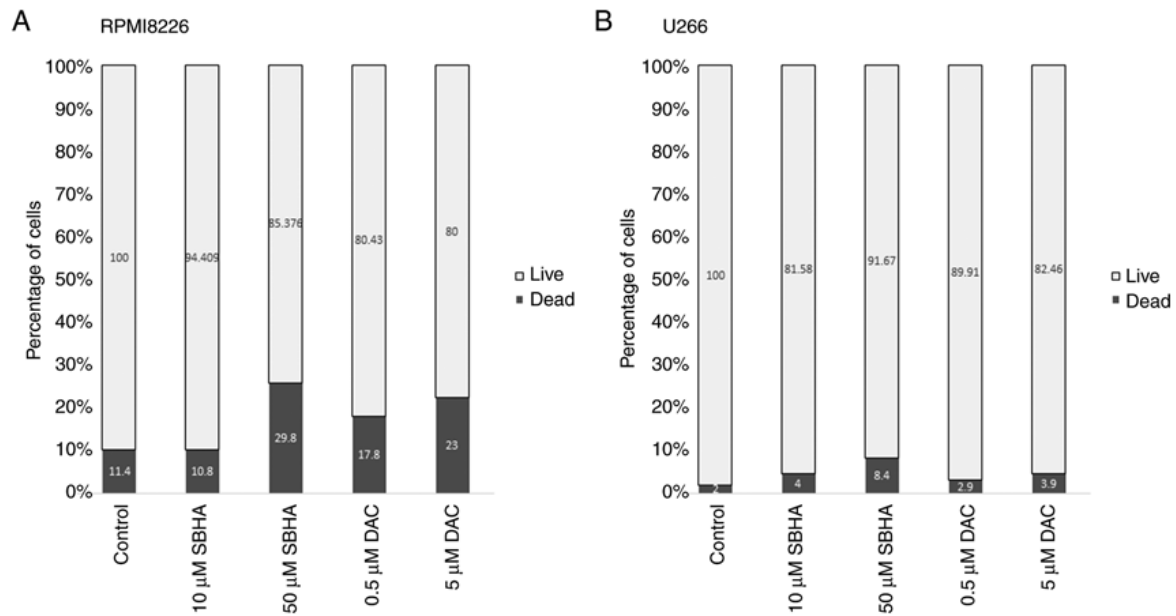 A
RPMI8226
Percentage of cells
100%
90%
80%
70%
60%
50%
40%
30%
20%
10%
0%
100
94.409
85.376
80.43
80
11.4
10.8
29.8
17.8
23
Control
10 µM SBHA
50 µM SBHA
0.5 µM DAC
5 µM DAC
Live
Dead
B
U266
Percentage of cells
100%
90%
80%
70%
60%
50%
40%
30%
20%
10%
0%
100
81.58
91.67
89.91
82.46
2
4
8.4
2.9
3.9
Control
10 µM SBHA
50 µM SBHA
0.5 µM DAC
5 µM DAC
Live
Dead